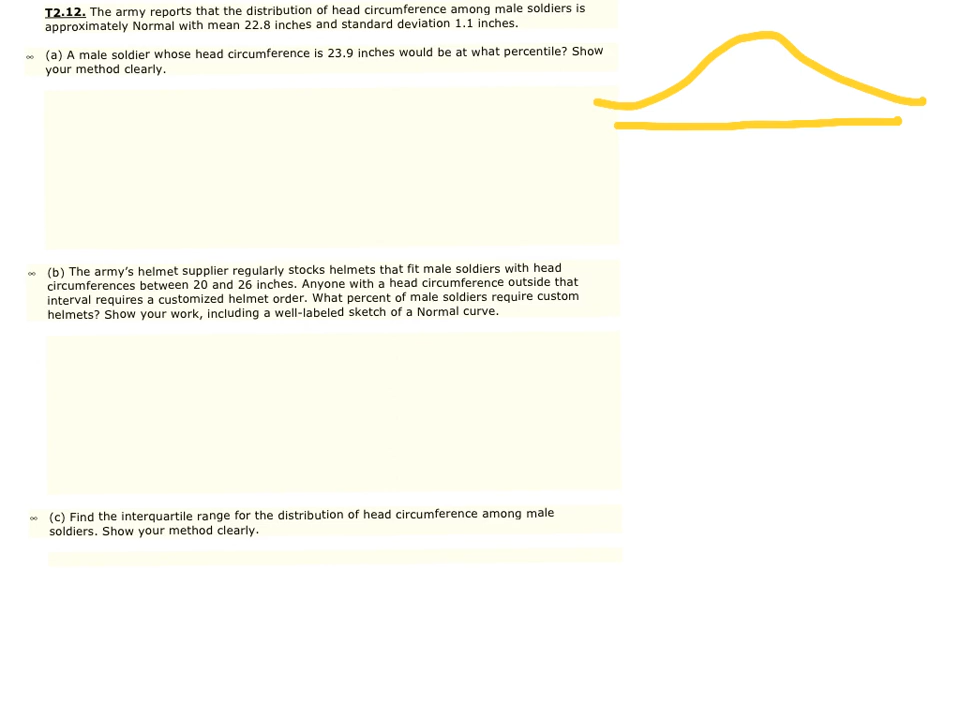 T2.12. The army reports that the distribution of head circumference among male soldiers is
approximately Normal with mean 22.8 inches and standard deviation 1.1 inches.
∞ (a) A male soldier whose head circumference is 23.9 inches would be at what percentile? Show
your method clearly.
∞ (b) The army's helmet supplier regularly stocks helmets that fit male soldiers with head
circumferences between 20 and 26 inches. Anyone with a head circumference outside that
interval requires a customized helmet order. What percent of male soldiers require custom
helmets? Show your work, including a well-labeled sketch of a Normal curve.
∞ (c) Find the interquartile range for the distribution of head circumference among male
soldiers. Show your method clearly.